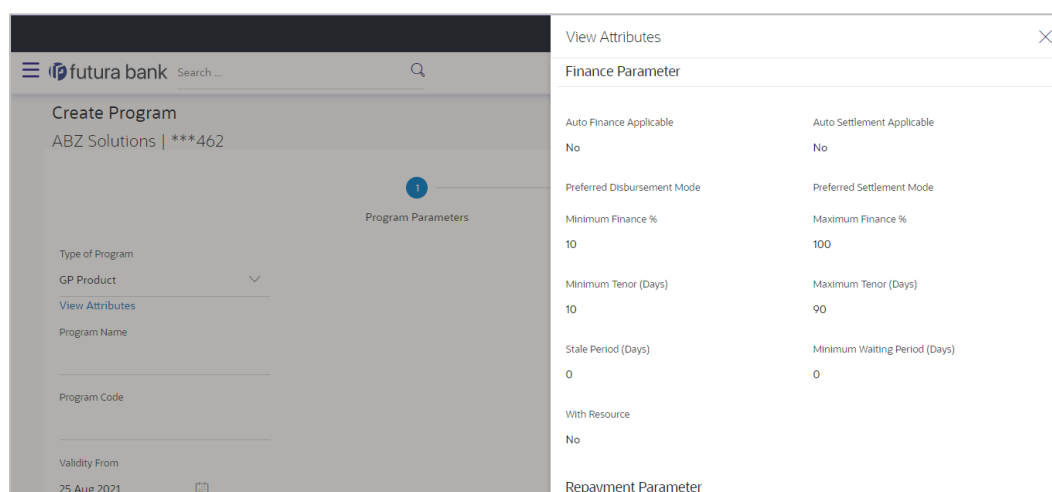 futura bank Search ...
Create Program
ABZ Solutions | ***462
1
Program Parameters
Type of Program
GP Product
View Attributes
Program Name
Program Code
Validity From
25 Aug 2021
View Attributes
Finance Parameter
Auto Finance Applicable Auto Settlement Applicable
No No
Preferred Disbursement Mode Preferred Settlement Mode
Minimum Finance % Maximum Finance %
10 100
Minimum Tenor (Days) Maximum Tenor (Days)
10 90
Stale Period (Days) Minimum Waiting Period (Days)
0 0
With Resource
No
Repayment Parameter